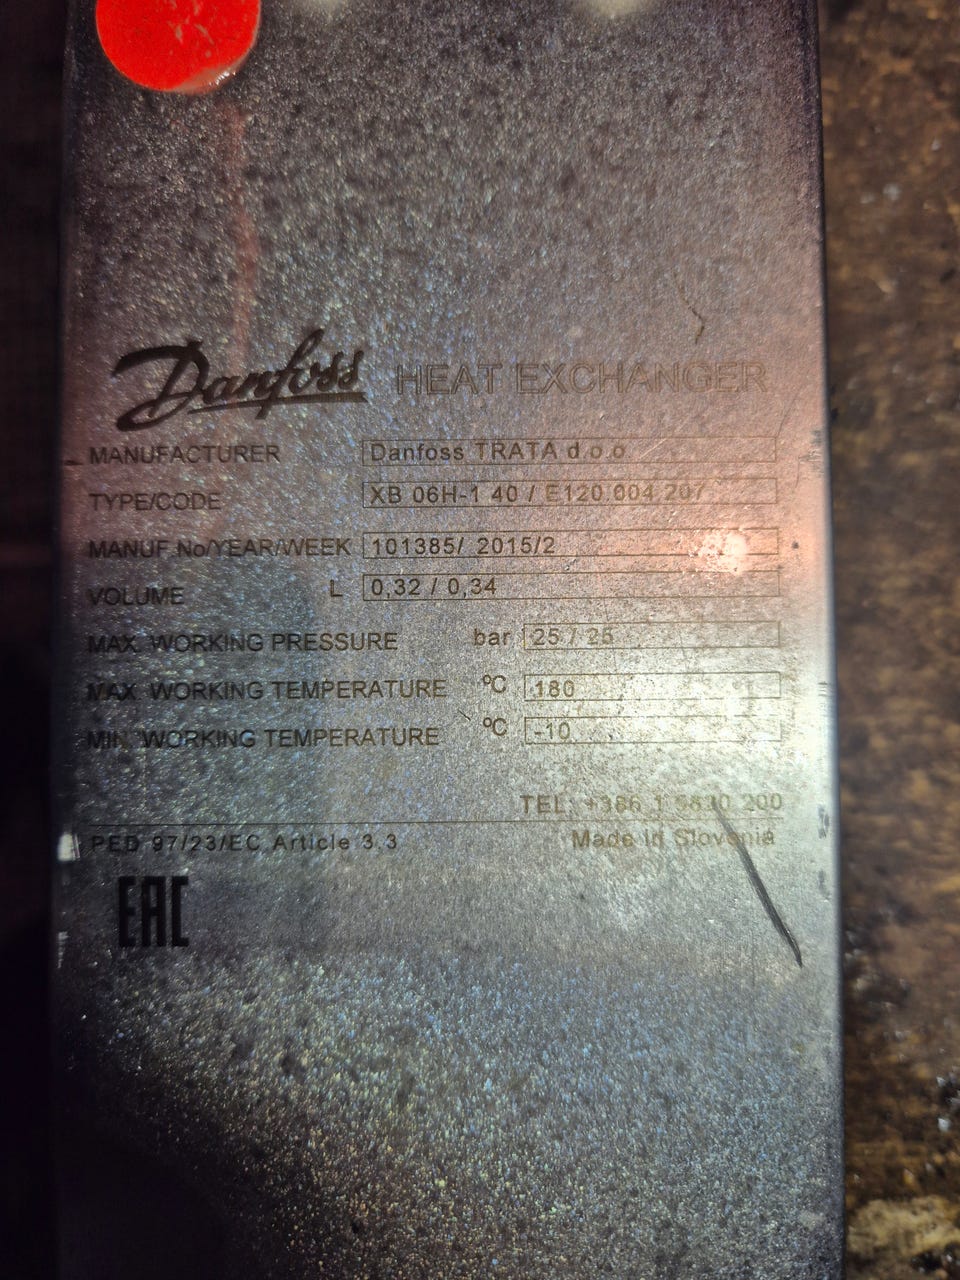 Danfoss HEAT EXCHANGER
MANUFACTURER Danfoss TRATA d.o.o.
TYPE/CODE XB 06H-1 40 / E120.004.207
MANUF.No/YEAR/WEEK 101385/ 2015/2
VOLUME L 0,32 / 0,34
MAX. WORKING PRESSURE bar 25 / 25
MAX. WORKING TEMPERATURE ºC 180
MIN. WORKING TEMPERATURE ºC -10
TEL: +386 1 200
PED 97/23/EC Article 3.3 Made in Slovenia
EAC